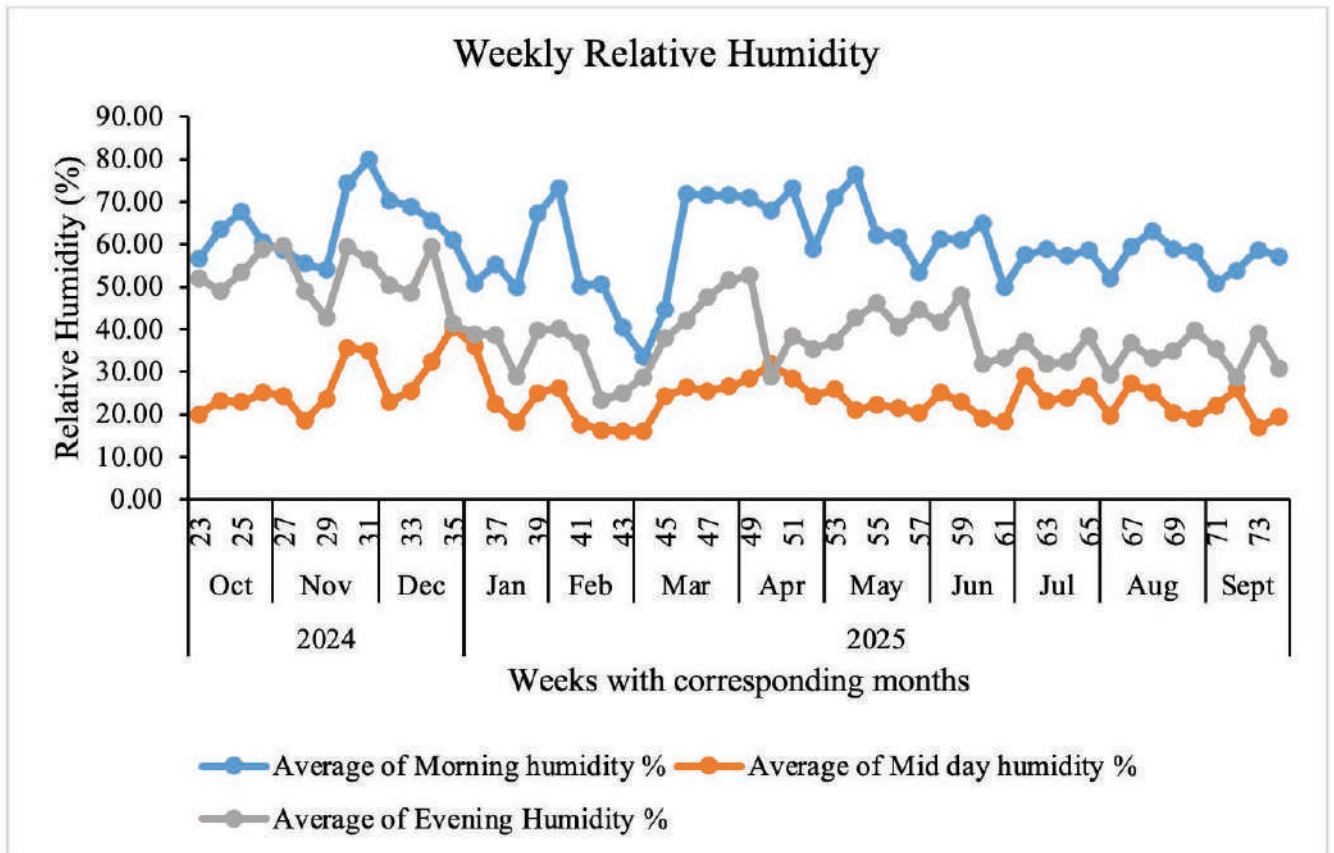 Weekly Relative Humidity
Relative Humidity (%)
90.00
80.00
70.00
60.00
50.00
40.00
30.00
20.00
10.00
0.00
23 25 27 29 31 33 35 37 39 41 43 45 47 49 51 53 55 57 59 61 63 65 67 69 71 73
Oct Nov Dec Jan Feb Mar Apr May Jun Jul Aug Sept
2024 2025
Weeks with corresponding months
Average of Morning humidity % Average of Mid day humidity %
Average of Evening Humidity %